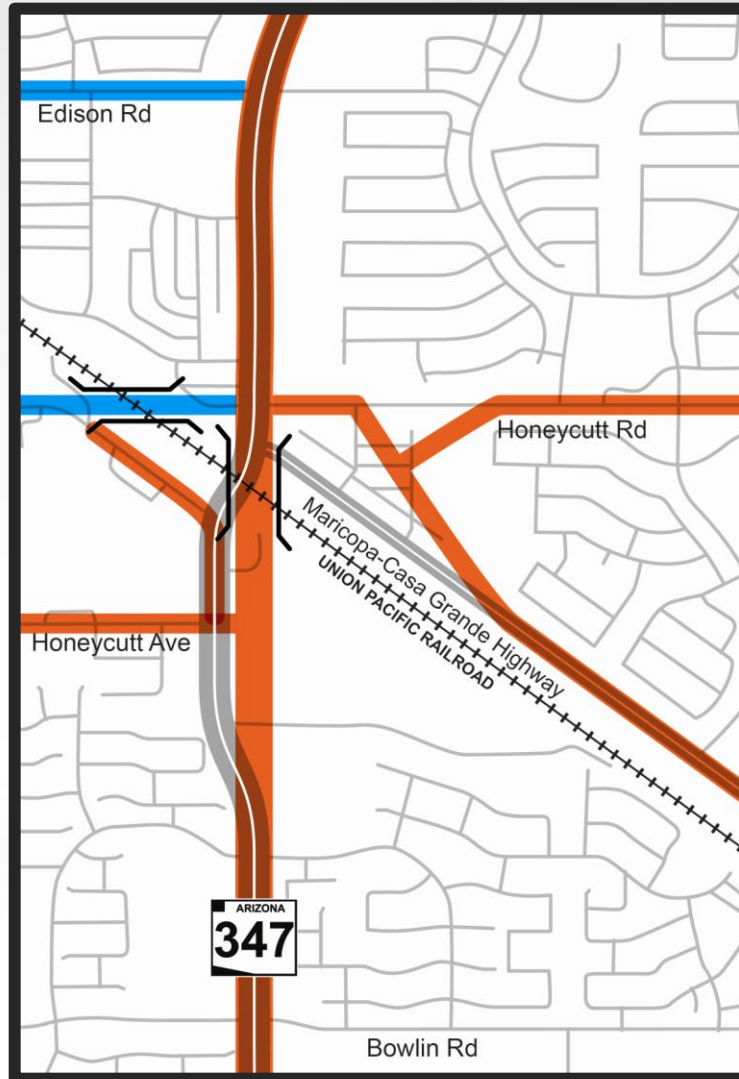 Edison Rd
Honeycutt Rd
Maricopa-Casa Grande Highway
UNION PACIFIC RAILROAD
Honeycutt Ave
ARIZONA
347
Bowlin Rd